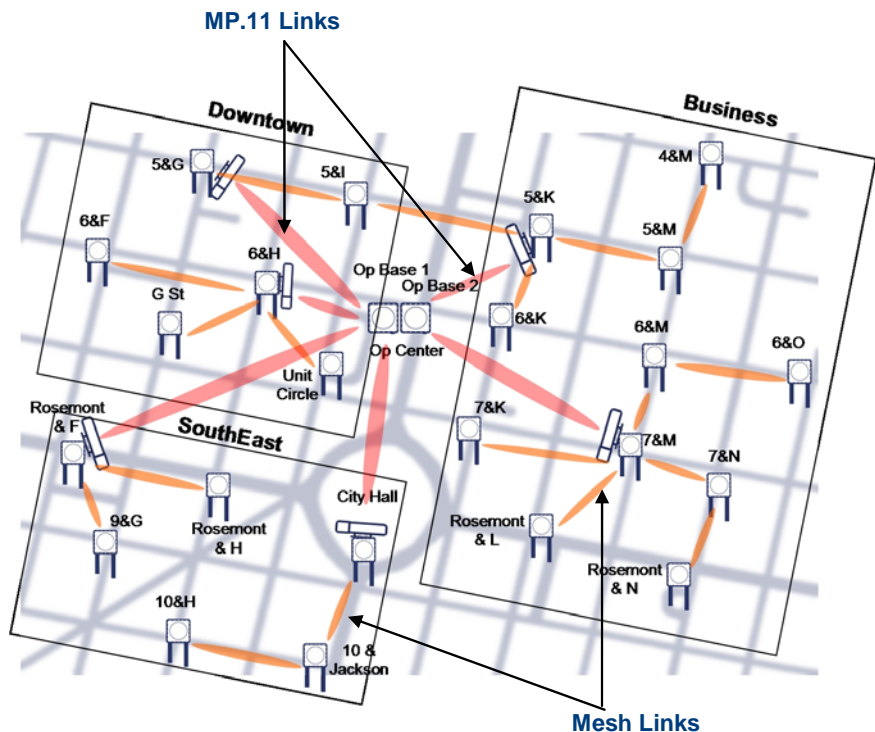 MP.11 Links
Downtown
Business
5&G
5&I
4&M
5&K
6&F
5&M
6&H
Op Base 1
Op Base 2
G St
6&K
6&M
6&O
Op Center
Unit
Circle
Rosemont
& F
SouthEast
7&K
7&M
7&N
City Hall
9&G
Rosemont
& H
Rosemont
& L
Rosemont
& N
10&H
10 &
Jackson
Mesh Links